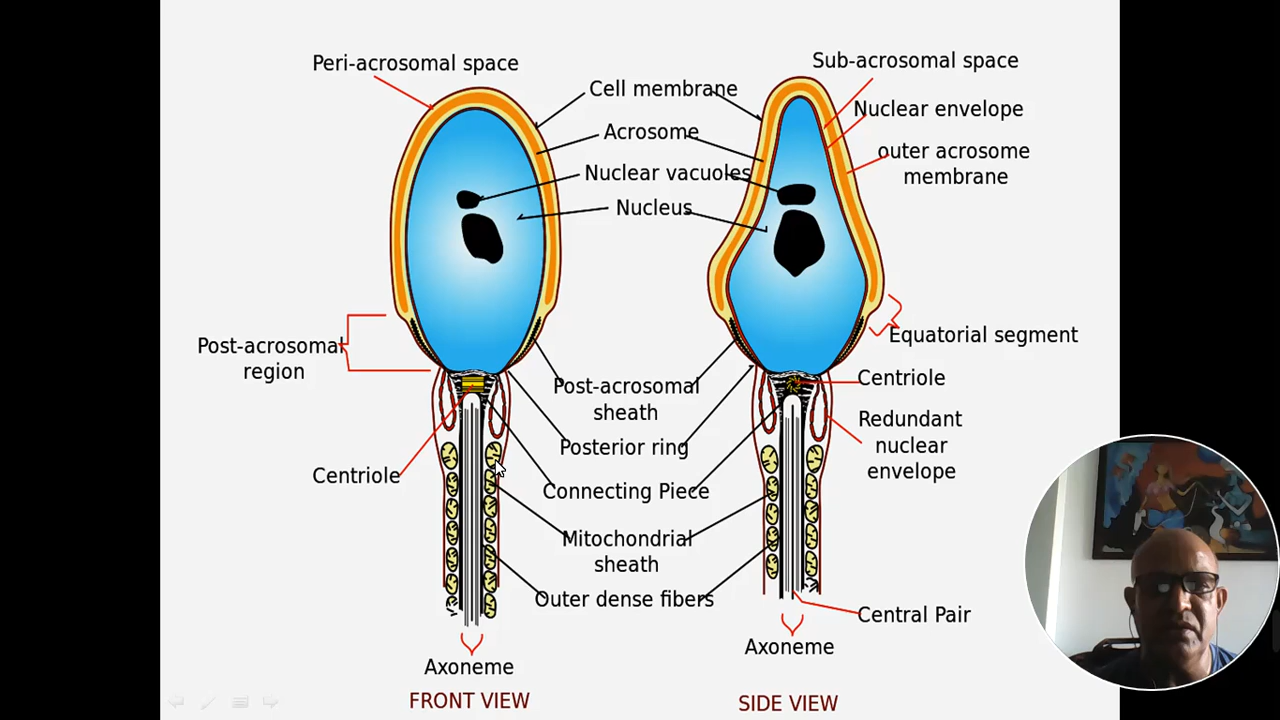 Peri-acrosomal space
Sub-acrosomal space
Cell membrane
Nuclear envelope
Acrosome
outer acrosome
membrane
Nuclear vacuoles
Nucleus
Post-acrosomal
region
Equatorial segment
Post-acrosomal
sheath
Centriole
Redundant
nuclear
envelope
Posterior ring
Centriole
Connecting Piece
Mitochondrial
sheath
Outer dense fibers
Central Pair
Axoneme
Axoneme
FRONT VIEW
SIDE VIEW